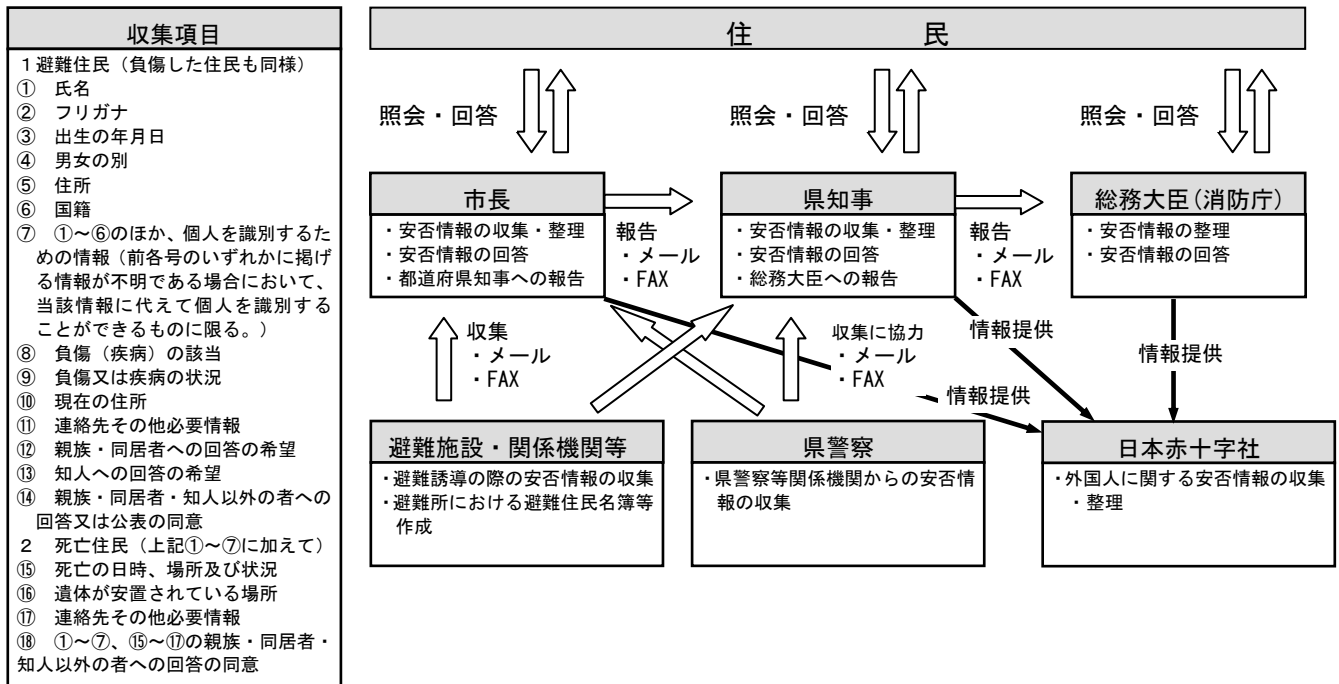 収集項目
1避難住民（負傷した住民も同様）
① 氏名
② フリガナ
③ 出生の年月日
④ 男女の別
⑤ 住所
⑥ 国籍
⑦ ①～⑥のほか、個人を識別するた
めの情報（前各号のいずれかに掲げ
る情報が不明である場合において、
当該情報に代えて個人を識別する
ことができるものに限る。）
⑧ 負傷（疾病）の該当
⑨ 負傷又は疾病の状況
⑩ 現在の住所
⑪ 連絡先その他必要情報
⑫ 親族・同居者への回答の希望
⑬ 知人への回答の希望
⑭ 親族・同居者・知人以外の者への
回答又は公表の同意
2 死亡住民（上記①～⑦に加えて）
⑮ 死亡の日時、場所及び状況
⑯ 遺体が安置されている場所
⑰ 連絡先その他必要情報
⑱ ①～⑦、⑮～⑰の親族・同居者・
知人以外の者への回答の同意
住 民
照会・回答
照会・回答
照会・回答
市長
・安否情報の収集・整理
・安否情報の回答
・都道府県知事への報告
報告
・メール
・FAX
県知事
・安否情報の収集・整理
・安否情報の回答
・総務大臣への報告
報告
・メール
・FAX
総務大臣(消防庁)
・安否情報の整理
・安否情報の回答
収集
・メール
・FAX
収集に協力
・メール
・FAX
情報提供
情報提供
情報提供
避難施設・関係機関等
・避難誘導の際の安否情報の収集
・避難所における避難住民名簿等
作成
県警察
・県警察等関係機関からの安否情
報の収集
日本赤十字社
・外国人に関する安否情報の収集
・整理